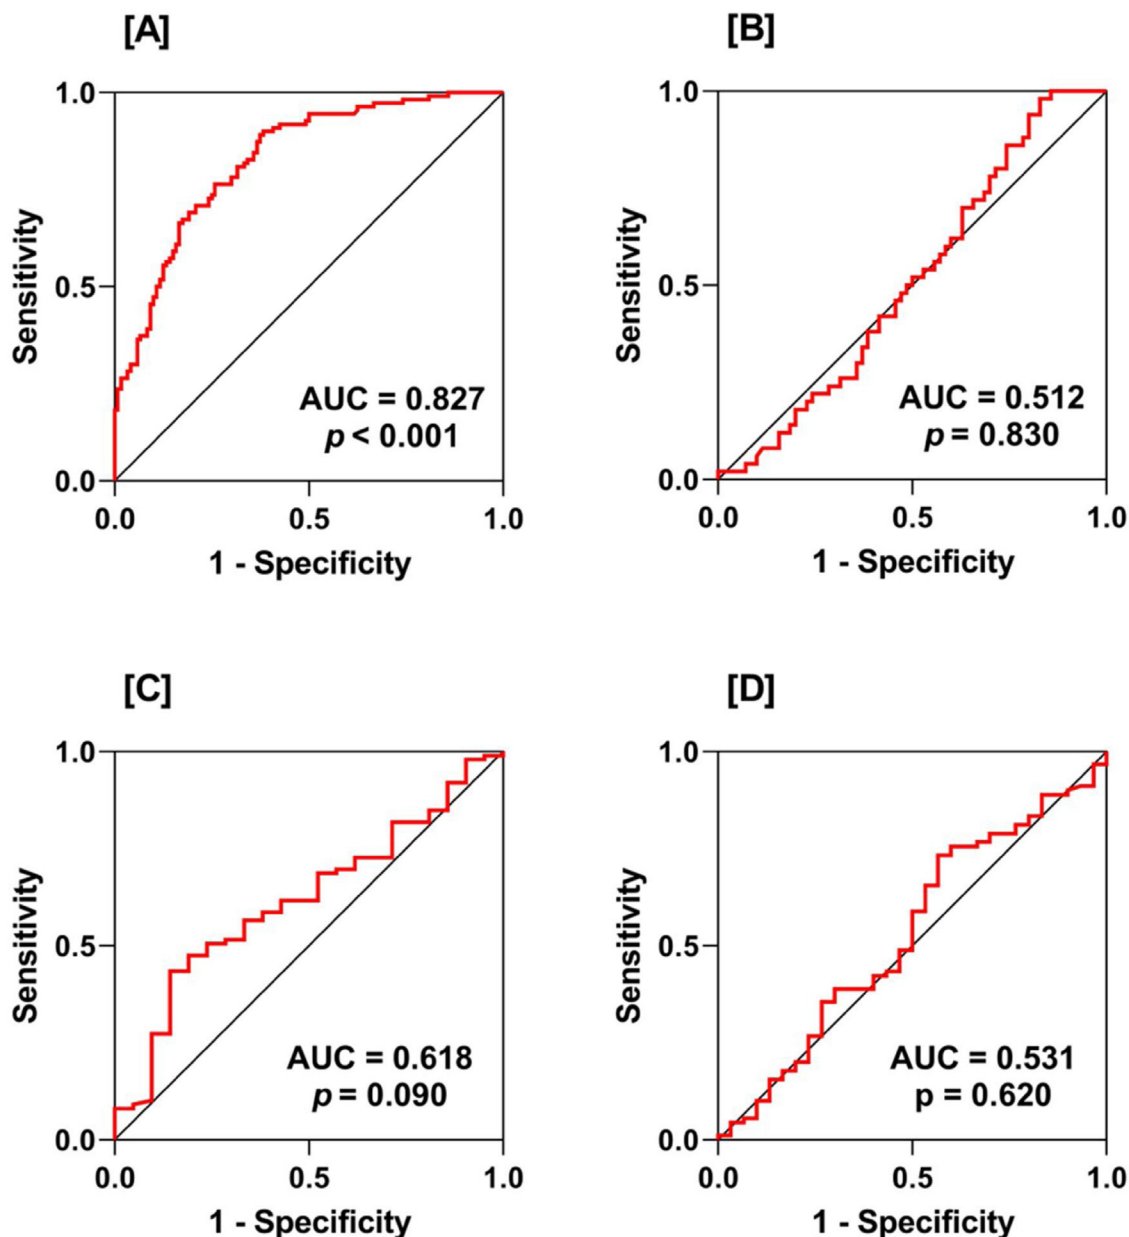 [A]
1.0
Sensitivity
0.5
AUC = 0.827
p < 0.001
0.0
0.0 0.5 1.0
1 - Specificity
[B]
1.0
Sensitivity
0.5
AUC = 0.512
p = 0.830
0.0
0.0 0.5 1.0
1 - Specificity
[C]
1.0
Sensitivity
0.5
AUC = 0.618
p = 0.090
0.0
0.0 0.5 1.0
1 - Specificity
[D]
1.0
Sensitivity
0.5
AUC = 0.531
p = 0.620
0.0
0.0 0.5 1.0
1 - Specificity